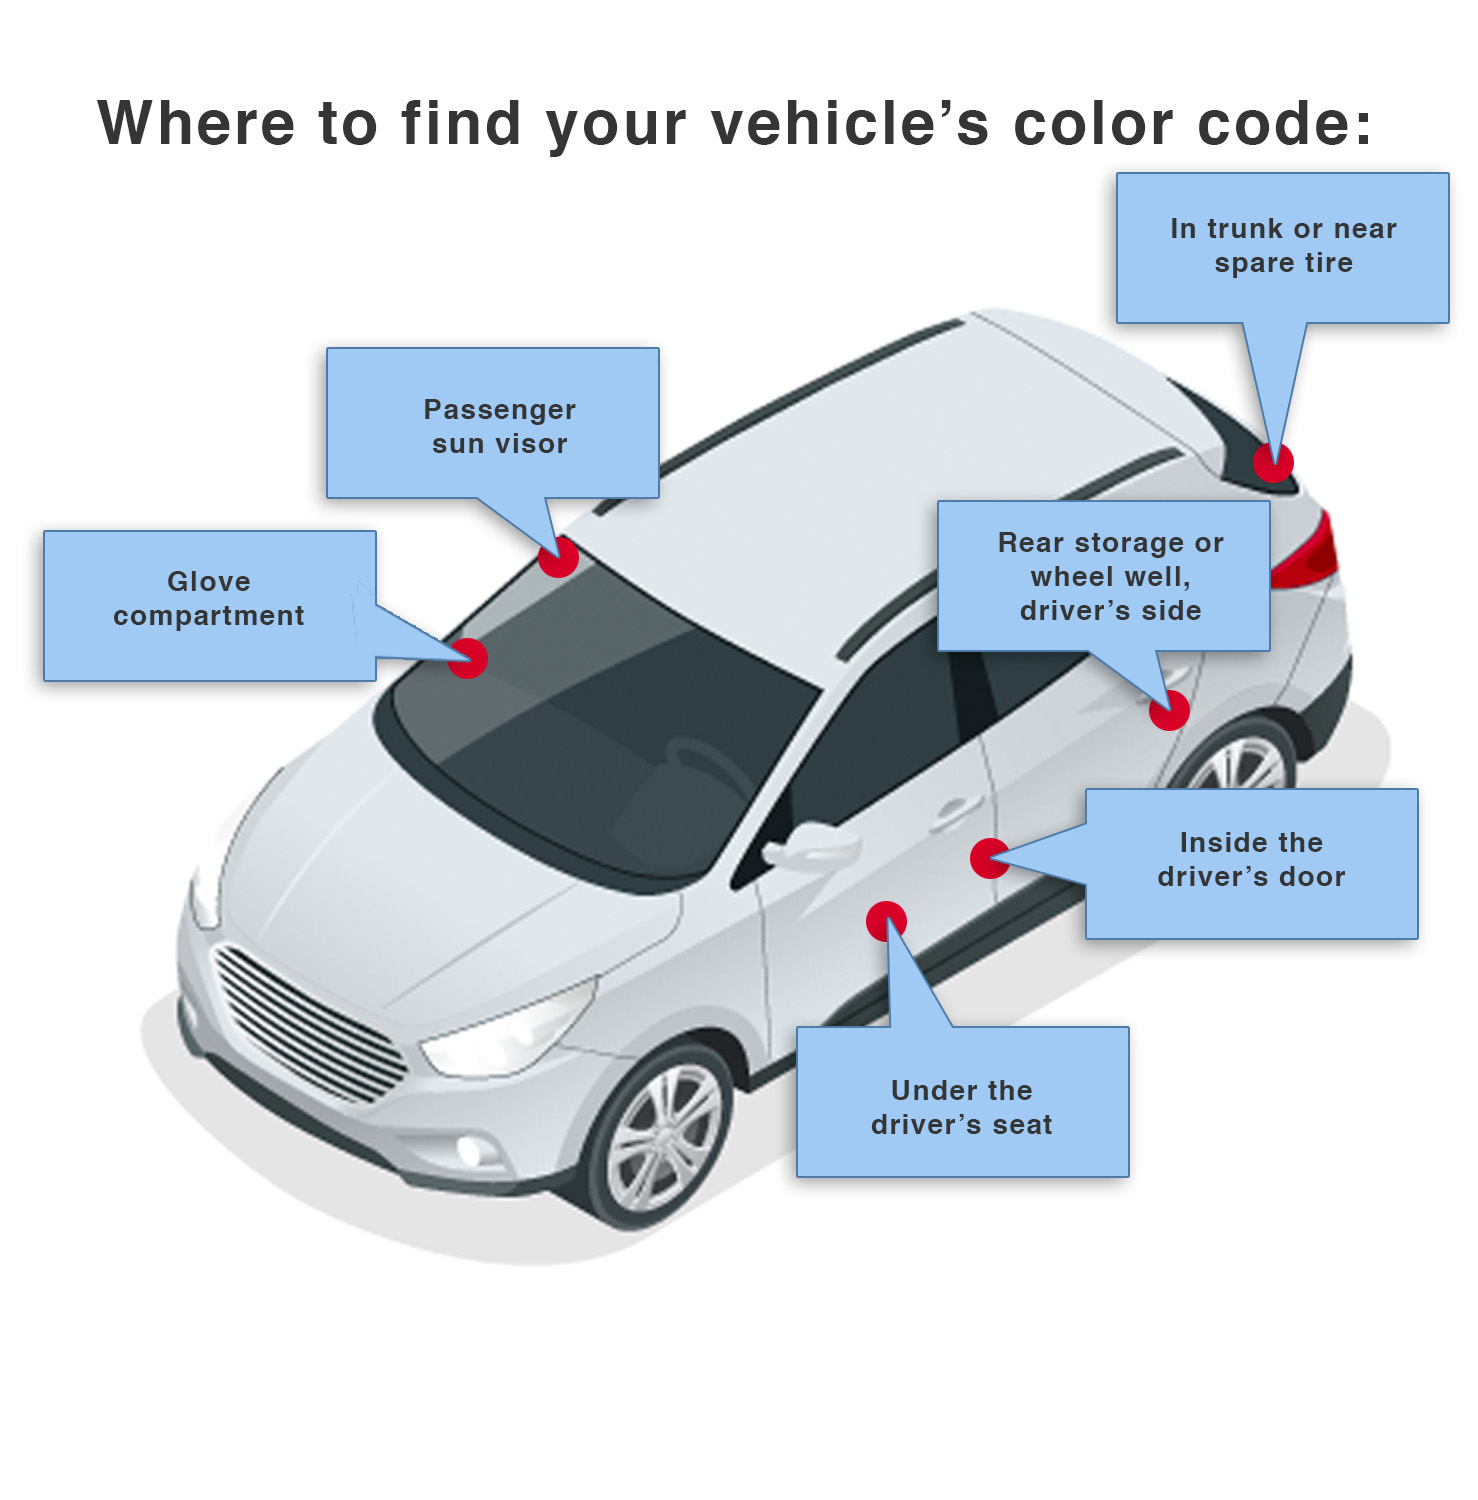 Where to find your vehicle’s color code:
In trunk or near
spare tire
Passenger
sun visor
Glove
compartment
Rear storage or
wheel well,
driver’s side
Inside the
driver’s door
Under the
driver’s seat